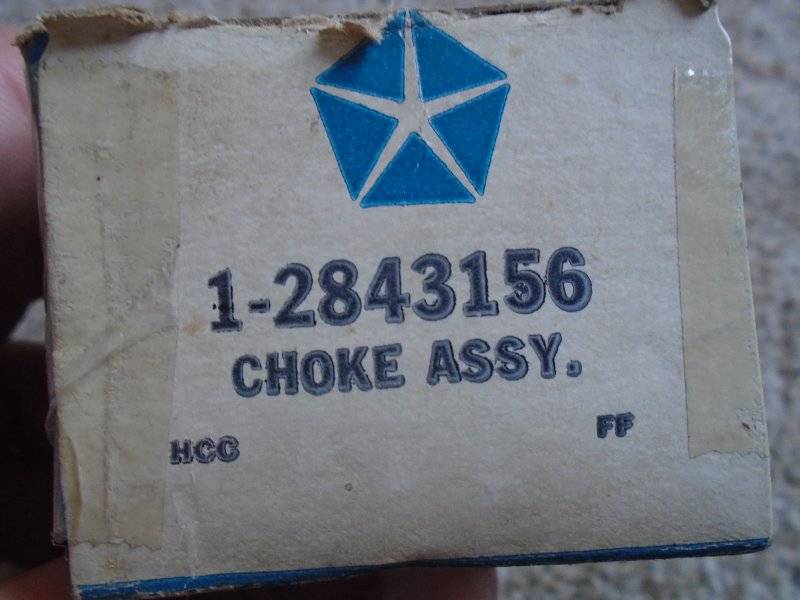 1-2843156
CHOKE ASSY.
HCC FF